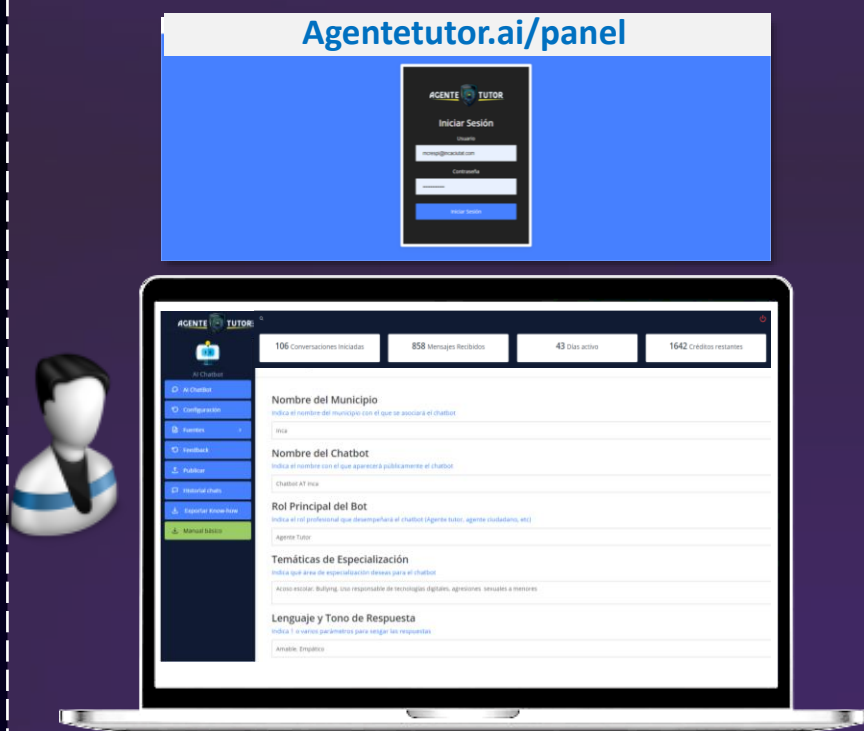 Agentetutor.ai/panel
AGENTE TUTOR
Iniciar Sesión
Usuario
Contraseña
Iniciar Sesión
AGENTE TUTOR
106 Conversaciones Iniciadas
858 Mensajes Recibidos
43 Días activo
1642 Créditos restantes
AI Chatbot
AI ChatBot
Configuración
Fuentes
Feedback
Publicar
Historial chats
Exportar Know-how
Manual básico
Nombre del Municipio
Indica el nombre del municipio con el que se asociará el chatbot
Inca
Nombre del Chatbot
Indica el nombre con el que aparecerá públicamente el chatbot
Chatbot AT Inca
Rol Principal del Bot
Indica el rol profesional que desempeñará el chatbot (Agente tutor, agente ciudadano, etc)
Agente Tutor
Temáticas de Especialización
Indica qué área de especialización deseas para el chatbot
Acoso escolar, Bullying, Uso responsable de tecnologías digitales, agresiones sexuales a menores
Lenguaje y Tono de Respuesta
Indica 1 o varios parámetros para sesgar las respuestas
Amable, Empático